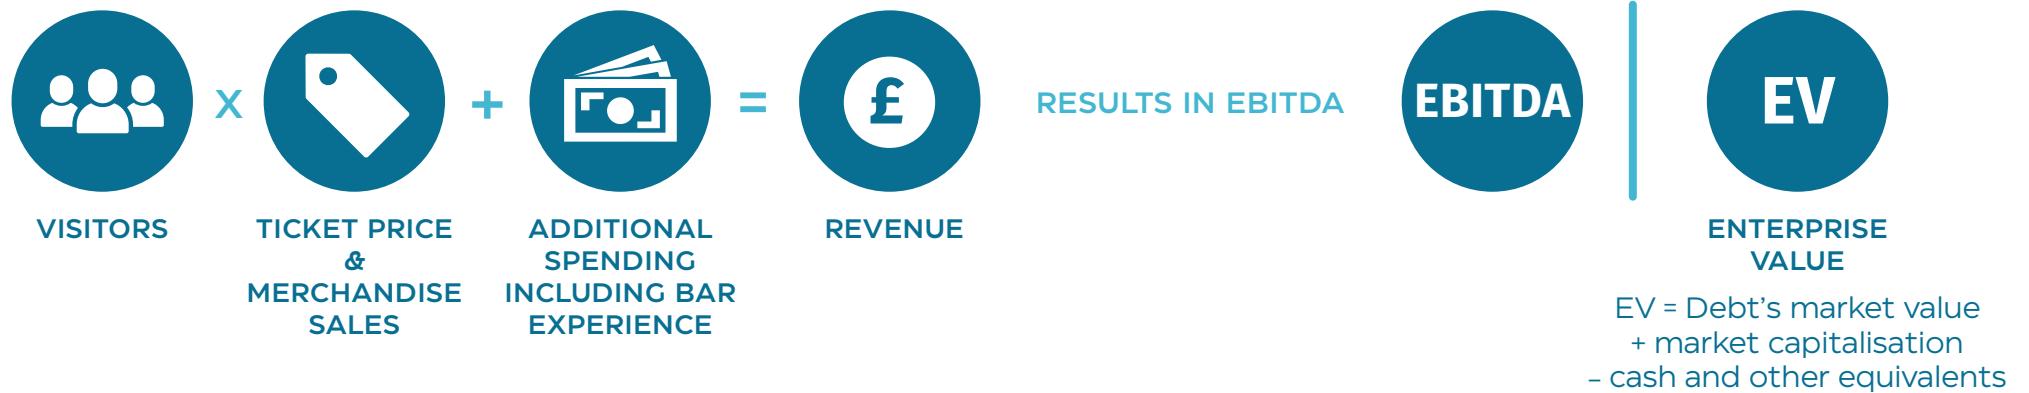 X
+
=
£
RESULTS IN EBITDA
EBITDA
EV
VISITORS
TICKET PRICE
&
MERCHANDISE
SALES
ADDITIONAL
SPENDING
INCLUDING BAR
EXPERIENCE
REVENUE
ENTERPRISE
VALUE
EV = Debt’s market value
+ market capitalisation
– cash and other equivalents